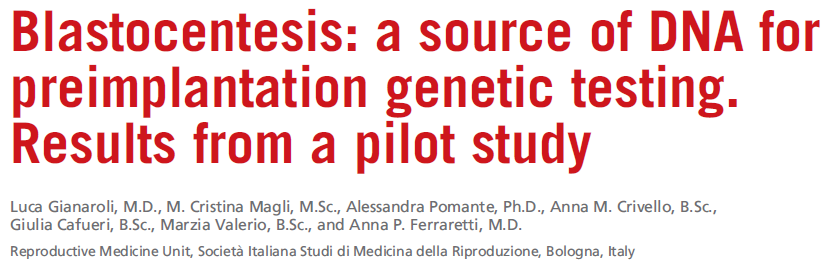 Blastocentesis: a source of DNA for
preimplantation genetic testing.
Results from a pilot study
Luca Gianaroli, M.D., M. Cristina Magli, M.Sc., Alessandra Pomante, Ph.D., Anna M. Crivello, B.Sc.,
Giulia Cafueri, B.Sc., Marzia Valerio, B.Sc., and Anna P. Ferraretti, M.D.
Reproductive Medicine Unit, Società Italiana Studi di Medicina della Riproduzione, Bologna, Italy